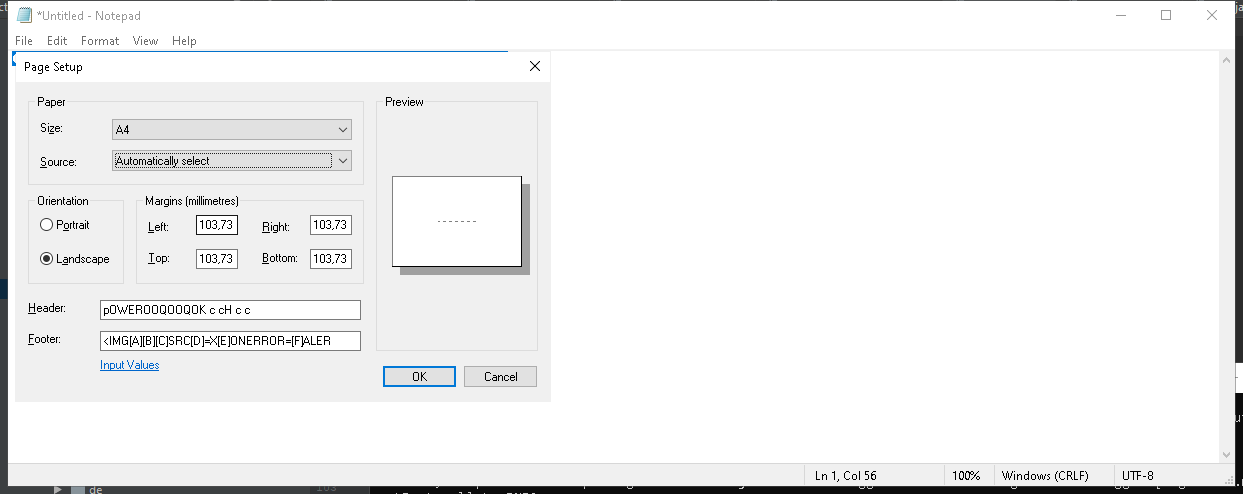 *Untitled - Notepad
File Edit Format View Help
Page Setup
Paper
Size: A4
Source: Automatically select
Preview
Orientation
Portrait
Landscape
Margins (millimetres)
Left: 103,73 Right: 103,73
Top: 103,73 Bottom: 103,73
Header: pOWEROOQOOQOK c cH c c
Footer: <IMG[A][B][C]SRC[D]=X[E]ONERROR=[F]ALER
Input Values
OK Cancel
Ln 1, Col 56 100% Windows (CRLF) UTF-8
de